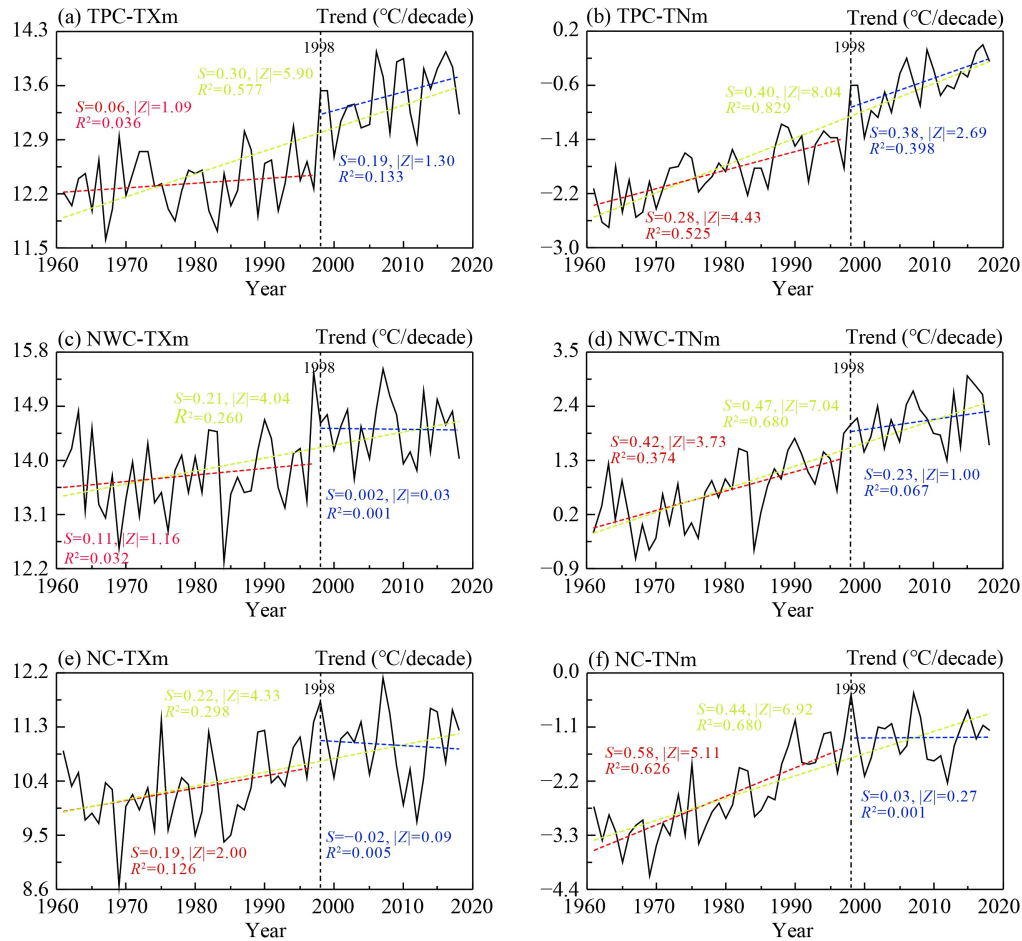 (a) TPC-TXm
Trend (℃/decade)
14.3
13.6
12.9
12.2
11.5
1998
S=0.30, |Z|=5.90
R²=0.577
S=0.06, |Z|=1.09
R²=0.036
S=0.19, |Z|=1.30
R²=0.133
1960 1970 1980 1990 2000 2010 2020
Year
(b) TPC-TNm
Trend (℃/decade)
0.2
−0.6
−1.4
−2.2
−3.0
1998
S=0.40, |Z|=8.04
R²=0.829
S=0.38, |Z|=2.69
R²=0.398
S=0.28, |Z|=4.43
R²=0.525
1960 1970 1980 1990 2000 2010 2020
Year
(c) NWC-TXm
Trend (℃/decade)
15.8
14.9
14.0
13.1
12.2
1998
S=0.21, |Z|=4.04
R²=0.260
S=0.002, |Z|=0.03
R²=0.001
S=0.11, |Z|=1.16
R²=0.032
1960 1970 1980 1990 2000 2010 2020
Year
(d) NWC-TNm
Trend (℃/decade)
3.5
2.4
1.3
0.2
−0.9
1998
S=0.47, |Z|=7.04
R²=0.680
S=0.42, |Z|=3.73
R²=0.374
S=0.23, |Z|=1.00
R²=0.067
1960 1970 1980 1990 2000 2010 2020
Year
(e) NC-TXm
Trend (℃/decade)
12.2
11.3
10.4
9.5
8.6
1998
S=0.22, |Z|=4.33
R²=0.298
S=−0.02, |Z|=0.09
R²=0.005
S=0.19, |Z|=2.00
R²=0.126
1960 1970 1980 1990 2000 2010 2020
Year
(f) NC-TNm
Trend (℃/decade)
0.0
−1.1
−2.2
−3.3
−4.4
1998
S=0.44, |Z|=6.92
R²=0.680
S=0.58, |Z|=5.11
R²=0.626
S=0.03, |Z|=0.27
R²=0.001
1960 1970 1980 1990 2000 2010 2020
Year